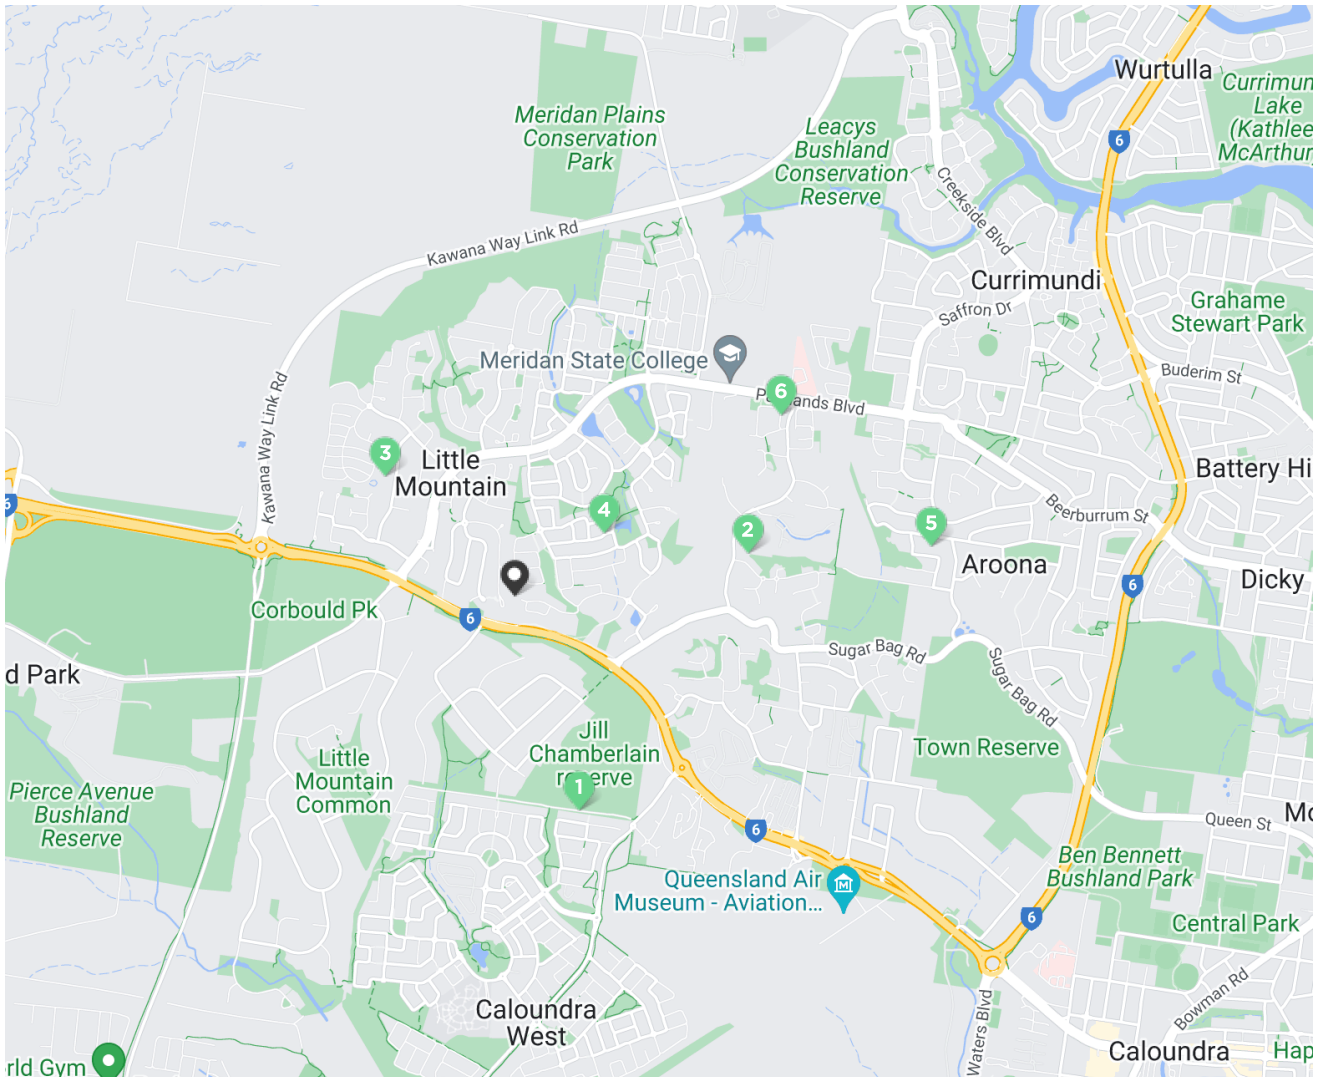 Wurtulla
Currimun
Lake
(Kathlee
McArthur
Meridan Plains
Conservation
Park
Leacys
Bushland
Conservation
Reserve
6
Creekside Blvd
Kawana Way Link Rd
Currimundi
Grahame
Stewart Park
Saffron Dr
Meridan State College
Buderim St
6
Parklands Blvd
Kawana Way Link Rd
3
Little
Mountain
Battery Hi
6
4
2
5
Beerburrum St
Aroona
Dicky
6
Corbould Pk
6
Sugar Bag Rd
Sugar Bag Rd
d Park
Jill
Chamberlain
reserve
1
Town Reserve
Little
Mountain
Common
Pierce Avenue
Bushland
Reserve
Mo
Queen St
6
Ben Bennett
Bushland Park
Queensland Air
Museum - Aviation...
M
6
Central Park
Caloundra
West
Bowman Rd
Waters Blvd
Caloundra
Hap
rld Gym